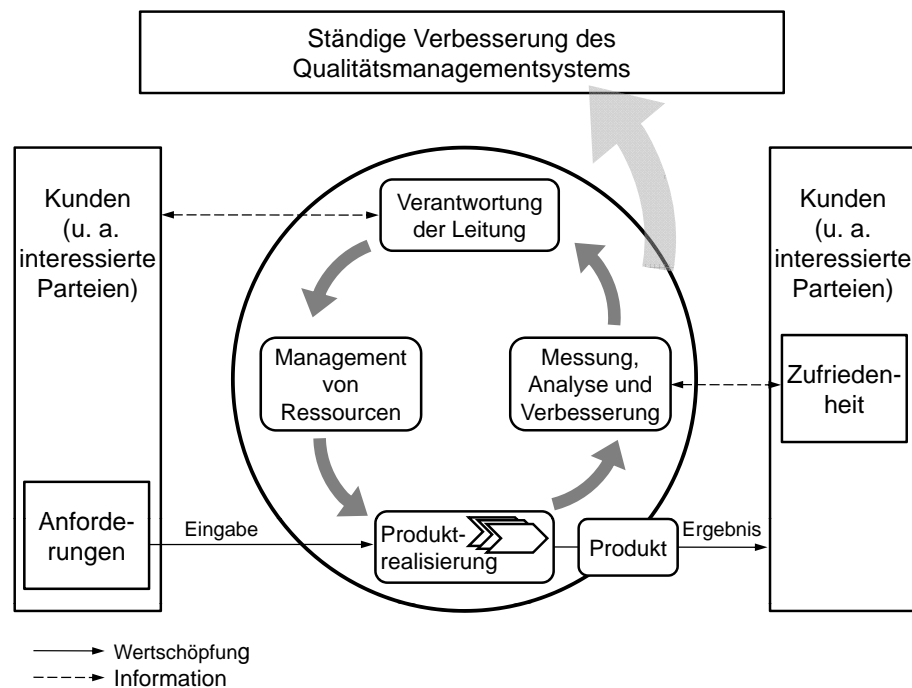 Ständige Verbesserung des
Qualitätsmanagementsystems
Kunden
(u. a.
interessierte
Parteien)
Verantwortung
der Leitung
Kunden
(u. a.
interessierte
Parteien)
Management
von
Ressourcen
Messung,
Analyse und
Verbesserung
Zufrieden-
heit
Anforde-
rungen
Eingabe
Produkt-
realisierung
Produkt
Ergebnis
Wertschöpfung
Information